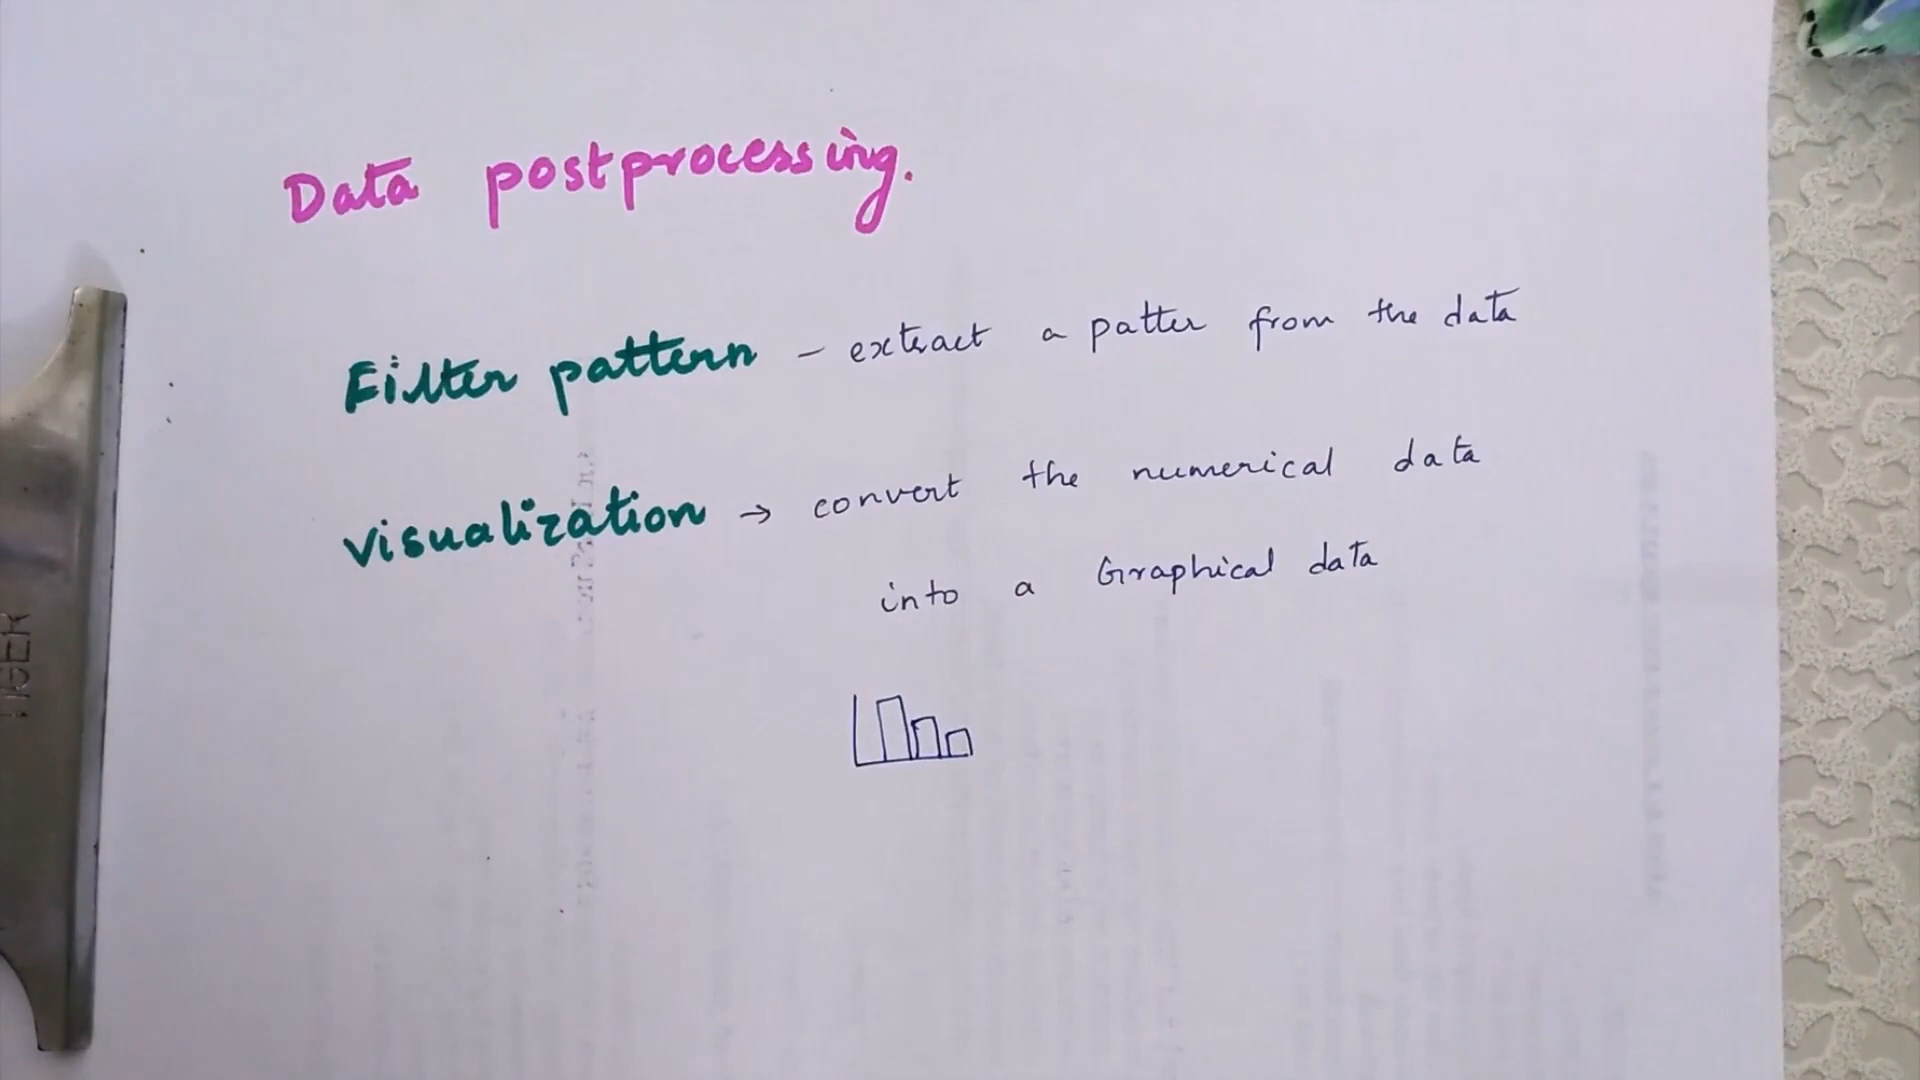 Data postprocessing.
Filter pattern - extract a patter from the data
visualization → convert the numerical data
into a Graphical data